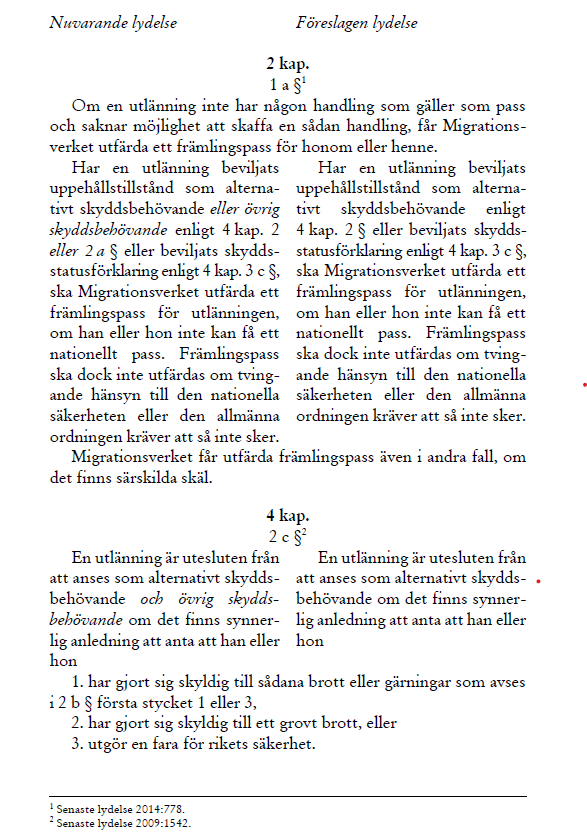 Nuvarande lydelse
Föreslagen lydelse
2 kap.
1 a §1
Om en utlänning inte har någon handling som gäller som pass
och saknar möjlighet att skaffa en sådan handling, får Migrations-
verket utfärda ett främlingspass för honom eller henne.
Har en utlänning beviljats
uppehållstillstånd som alterna-
tivt skyddsbehövande eller övrig
skyddsbehövande enligt 4 kap. 2
eller 2 a § eller beviljats skydds-
statusförklaring enligt 4 kap. 3 c §,
ska Migrationsverket utfärda ett
främlingspass för utlänningen,
om han eller hon inte kan få ett
nationellt pass. Främlingspass
ska dock inte utfärdas om tving-
ande hänsyn till den nationella
säkerheten eller den allmänna
ordningen kräver att så inte sker.
Har en utlänning beviljats
uppehållstillstånd som alterna-
tivt skyddsbehövande enligt
4 kap. 2 § eller beviljats skydds-
statusförklaring enligt 4 kap. 3 c §,
ska Migrationsverket utfärda ett
främlingspass för utlänningen,
om han eller hon inte kan få ett
nationellt pass. Främlingspass
ska dock inte utfärdas om tving-
ande hänsyn till den nationella
säkerheten eller den allmänna
ordningen kräver att så inte sker.
Migrationsverket får utfärda främlingspass även i andra fall, om
det finns särskilda skäl.
4 kap.
2 c §2
En utlänning är utesluten från
att anses som alternativt skydds-
behövande och övrig skydds-
behövande om det finns synner-
lig anledning att anta att han eller
hon
En utlänning är utesluten från
att anses som alternativt skydds-
behövande om det finns synner-
lig anledning att anta att han eller
hon
1. har gjort sig skyldig till sådana brott eller gärningar som avses
i 2 b § första stycket 1 eller 3,
2. har gjort sig skyldig till ett grovt brott, eller
3. utgör en fara för rikets säkerhet.
1 Senaste lydelse 2014:778.
2 Senaste lydelse 2009:1542.